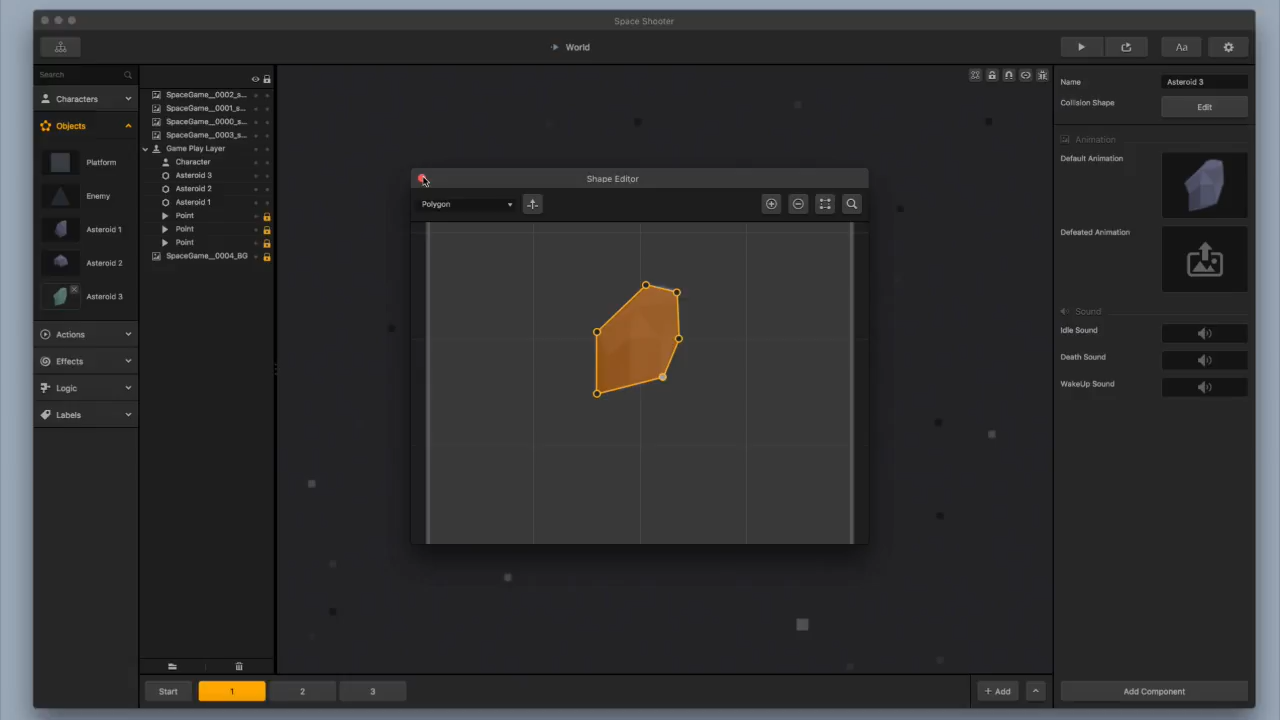 Space Shooter
World
Aa
Search
Characters
Objects
Platform
Enemy
Asteroid 1
Asteroid 2
Asteroid 3
Actions
Effects
Logic
Labels
SpaceGame__0002_s...
SpaceGame__0001_s...
SpaceGame__0000_s...
SpaceGame__0003_s...
Game Play Layer
Character
Asteroid 3
Asteroid 2
Asteroid 1
Point
Point
Point
SpaceGame__0004_BG
Shape Editor
Polygon
Name
Asteroid 3
Collision Shape
Edit
Animation
Default Animation
Defeated Animation
Sound
Idle Sound
Death Sound
WakeUp Sound
Start
1
2
3
+ Add
Add Component